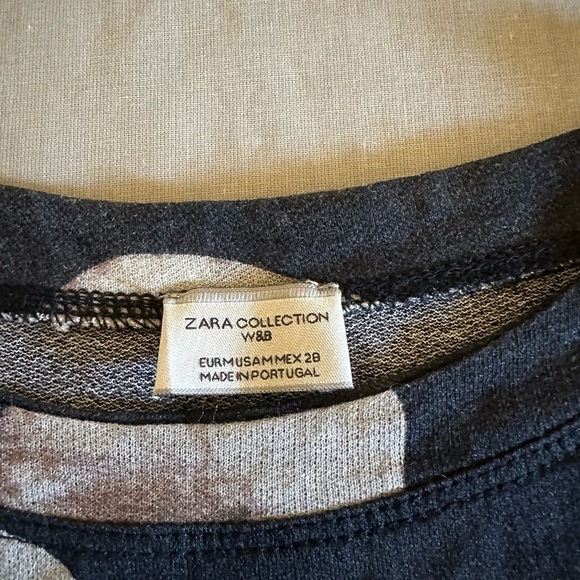 ZARA COLLECTION
W&B
EUR M USA M MEX 28
MADE IN PORTUGAL